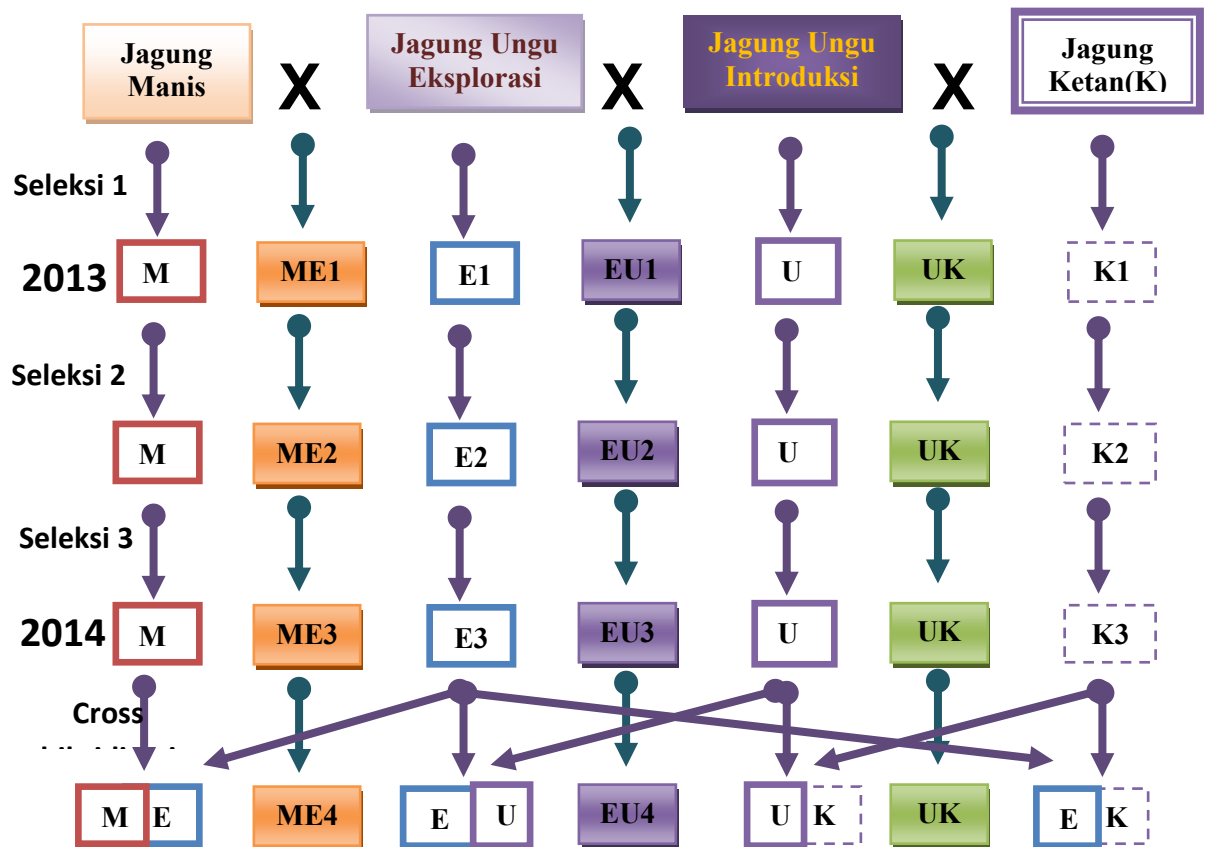 Jagung
Manis
X
Jagung Ungu
Eksplorasi
X
Jagung Ungu
Introduksi
X
Jagung
Ketan(K)
Seleksi 1
2013
M
ME1
E1
EU1
U
UK
K1
Seleksi 2
M
ME2
E2
EU2
U
UK
K2
Seleksi 3
2014
M
ME3
E3
EU3
U
UK
K3
Cross
M E
ME4
E U
EU4
U K
UK
E K